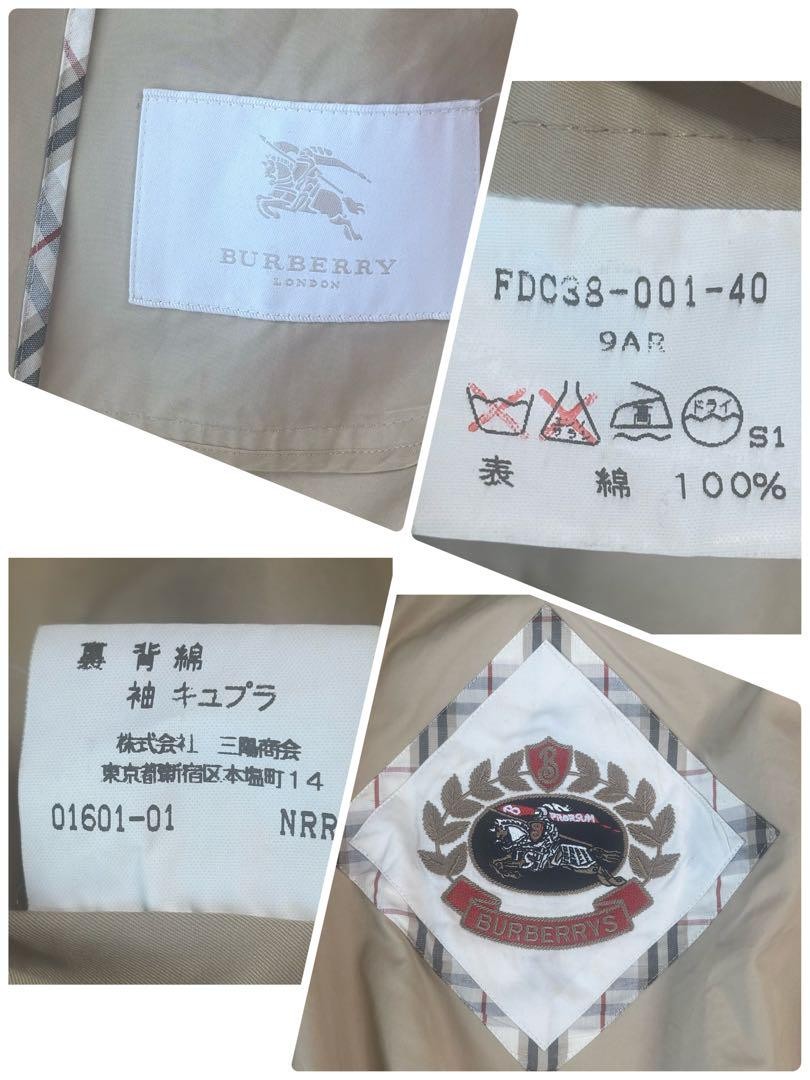 BURBERRY
LONDON
FDC38-001-40
9AR
高 ドライ S1
表 綿 100%
裏 背 綿
袖 キュプラ
株式会社 三陽商会
東京都新宿区本塩町14
01601-01 NRR
B
PRORSUM
BURBERRYS